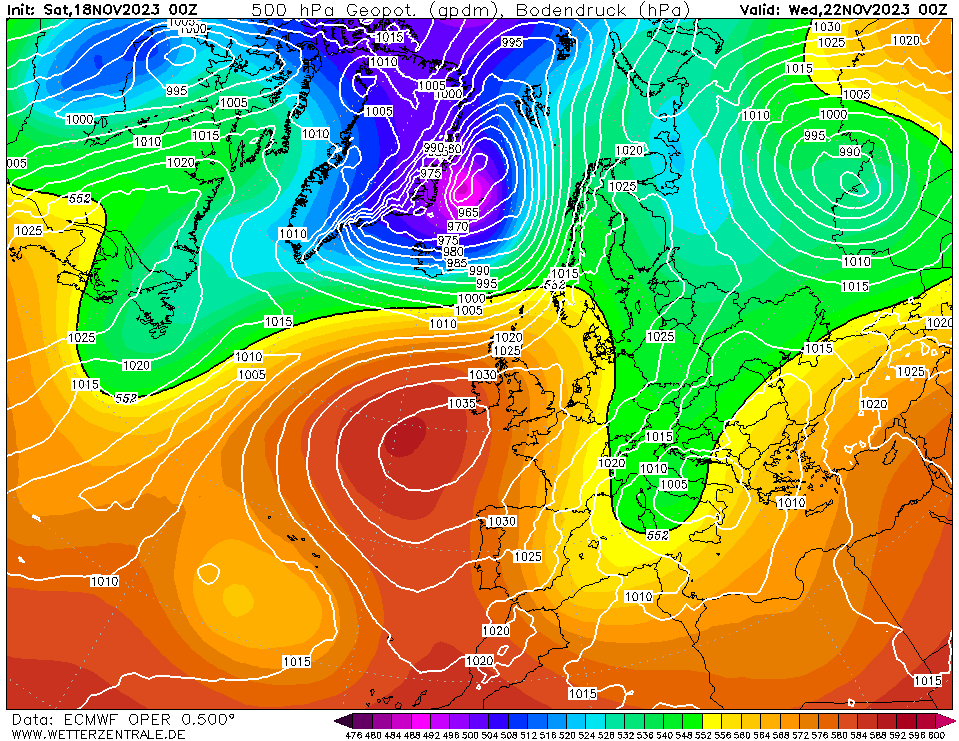 Init: Sat,18NOV2023 00Z 500 hPa Geopot. (gpdm), Bodendruck (hPa) Valid: Wed,22NOV2023 00Z
1005 1000 1015 995 1030 1025 1020
1010 1015
995 1005 1000 1005
1005 1005 1010 1000
1000 1010 1015 1010 995
990 980 1020 990
005 1020 975 1025
552 965
970
1025 1010 975
980
985 1010
990 1015
995 552 1015
1000
1005
1015 1010 1020
1025 1020 1025
1025 1015
1010
1020 1005 1030 1025
1015
552 1035 1020
1015
1020 1010
1005
1010
1030
552
1025
1010
1010
1020
1015 1020
1015
1015
Data: ECMWF OPER 0.500°
WWW.WETTERZENTRALE.DE
476 480 484 488 492 496 500 504 508 512 516 520 524 528 532 536 540 544 548 552 556 560 564 568 572 576 580 584 588 592 596 600